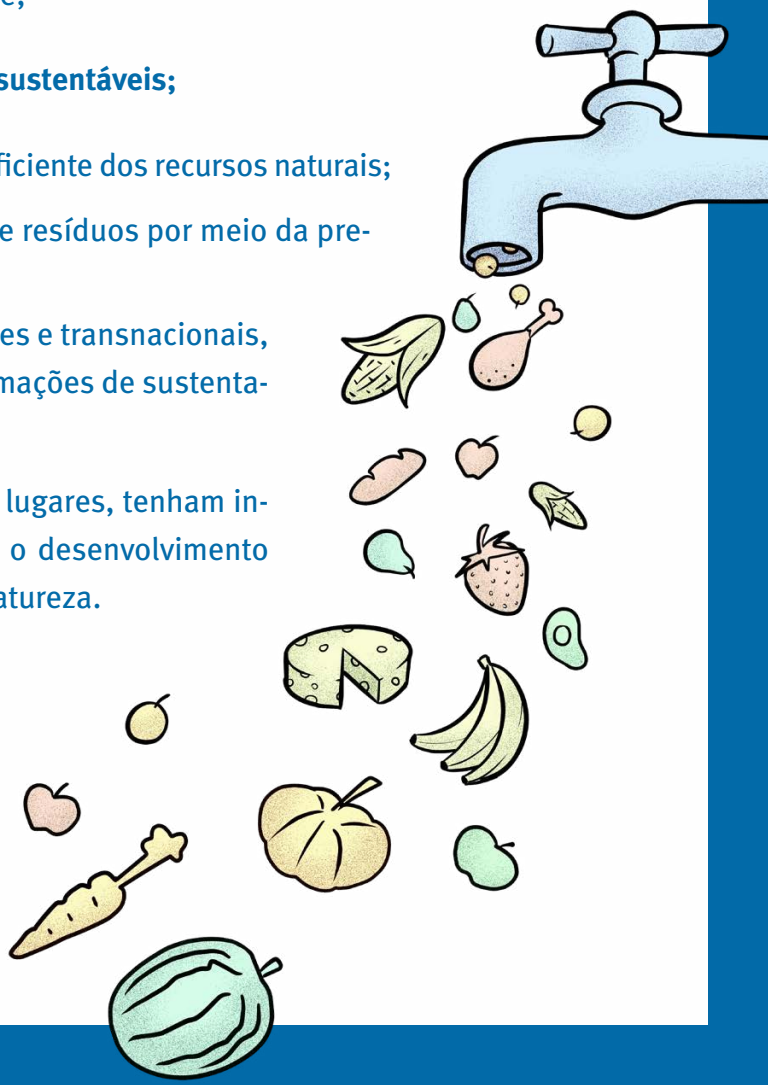 e;
sustentáveis;
ficiente dos recursos naturais;
e resíduos por meio da pre-
es e transnacionais,
mações de sustenta-
lugares, tenham in-
o desenvolvimento
atureza.